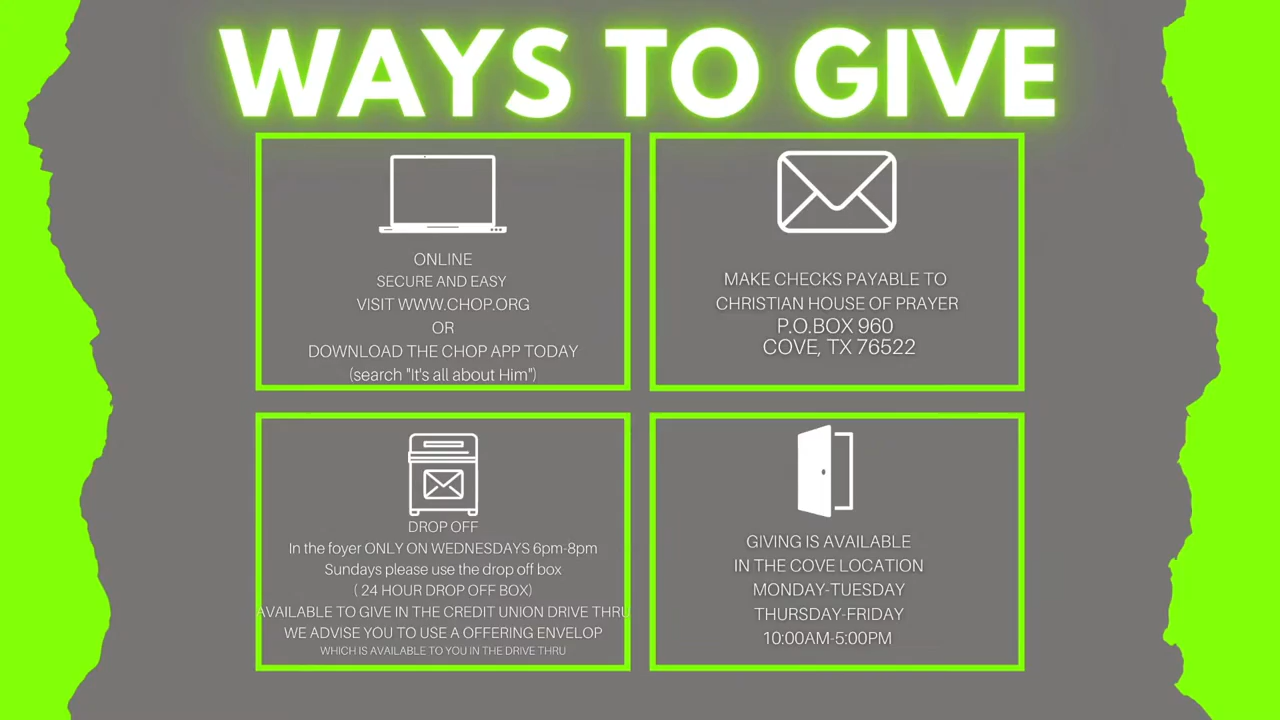 WAYS TO GIVE
ONLINE
SECURE AND EASY
VISIT WWW.CHOP.ORG
OR
DOWNLOAD THE CHOP APP TODAY
(search "It's all about Him")
MAKE CHECKS PAYABLE TO
CHRISTIAN HOUSE OF PRAYER
P.O.BOX 960
COVE, TX 76522
DROP OFF
In the foyer ONLY ON WEDNESDAYS 6pm-8pm
Sundays please use the drop off box
( 24 HOUR DROP OFF BOX)
AVAILABLE TO GIVE IN THE CREDIT UNION DRIVE THRU
WE ADVISE YOU TO USE A OFFERING ENVELOP
WHICH IS AVAILABLE TO YOU IN THE DRIVE THRU
GIVING IS AVAILABLE
IN THE COVE LOCATION
MONDAY-TUESDAY
THURSDAY-FRIDAY
10:00AM-5:00PM